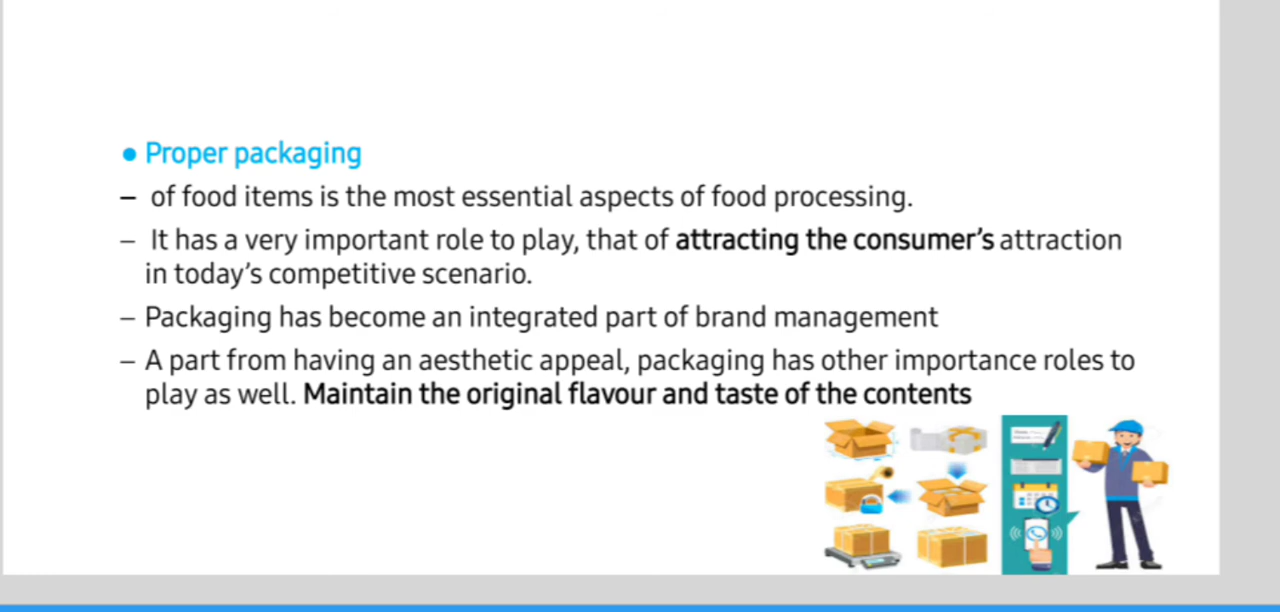 ● Proper packaging
– of food items is the most essential aspects of food processing.
– It has a very important role to play, that of attracting the consumer's attraction
in today's competitive scenario.
– Packaging has become an integrated part of brand management
– A part from having an aesthetic appeal, packaging has other importance roles to
play as well. Maintain the original flavour and taste of the contents